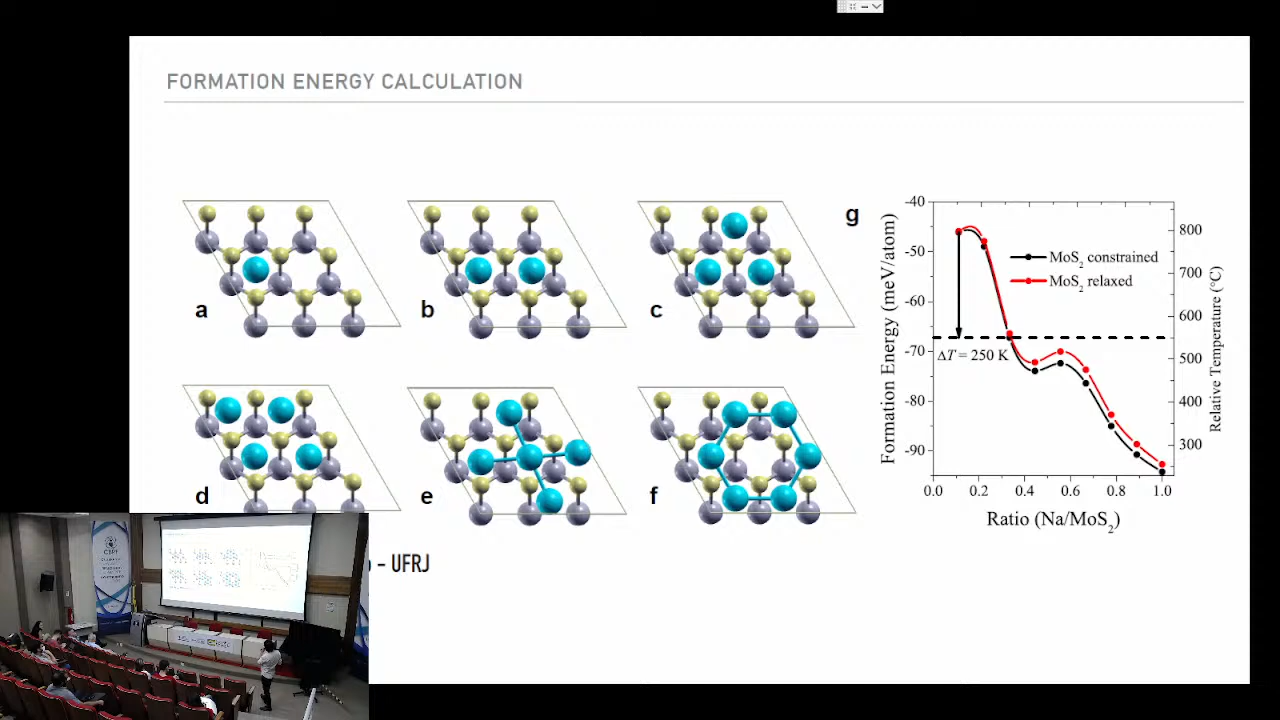 FORMATION ENERGY CALCULATION
a
b
c
d
e
f
g
Formation Energy (meV/atom)
-40
-50
-60
-70
-80
-90
MoS2 constrained
MoS2 relaxed
ΔT = 250 K
800
700
600
500
400
300
Relative Temperature (°C)
0.0 0.2 0.4 0.6 0.8 1.0
Ratio (Na/MoS2)
– UFRJ